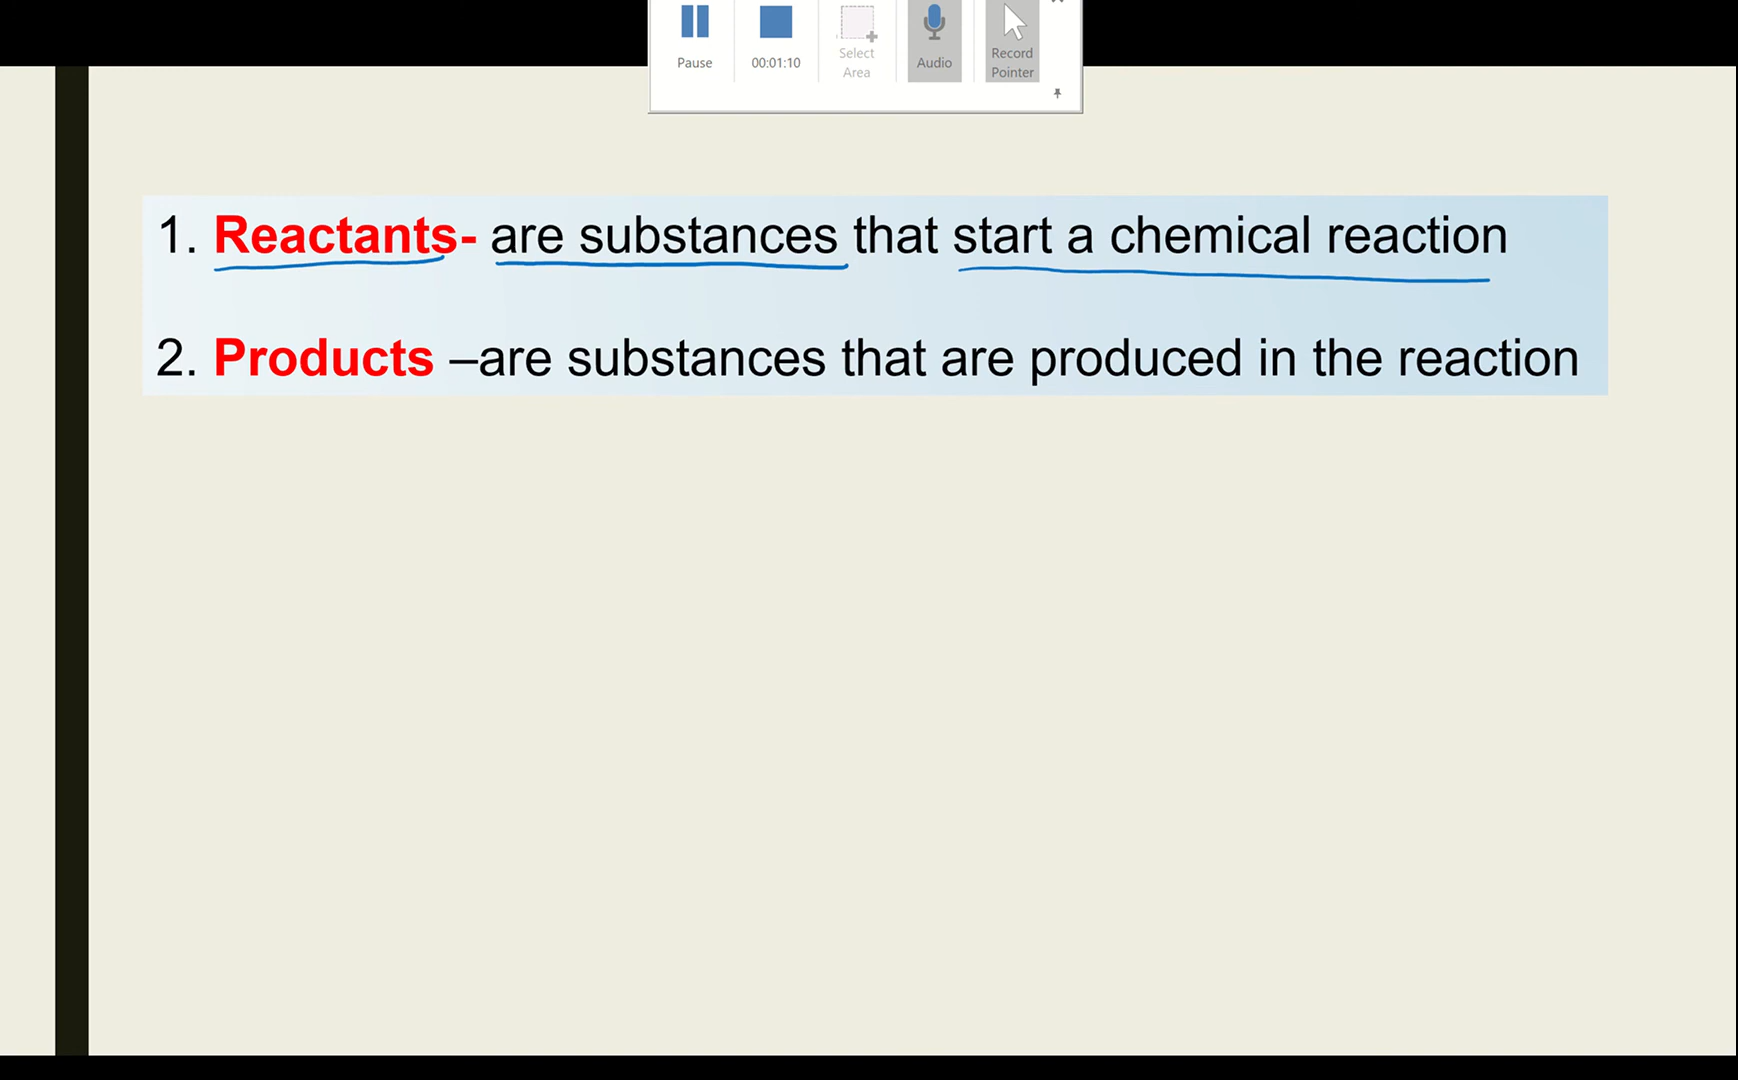 Pause
00:01:10
Select
Area
Audio
Record
Pointer
1. Reactants- are substances that start a chemical reaction
2. Products –are substances that are produced in the reaction